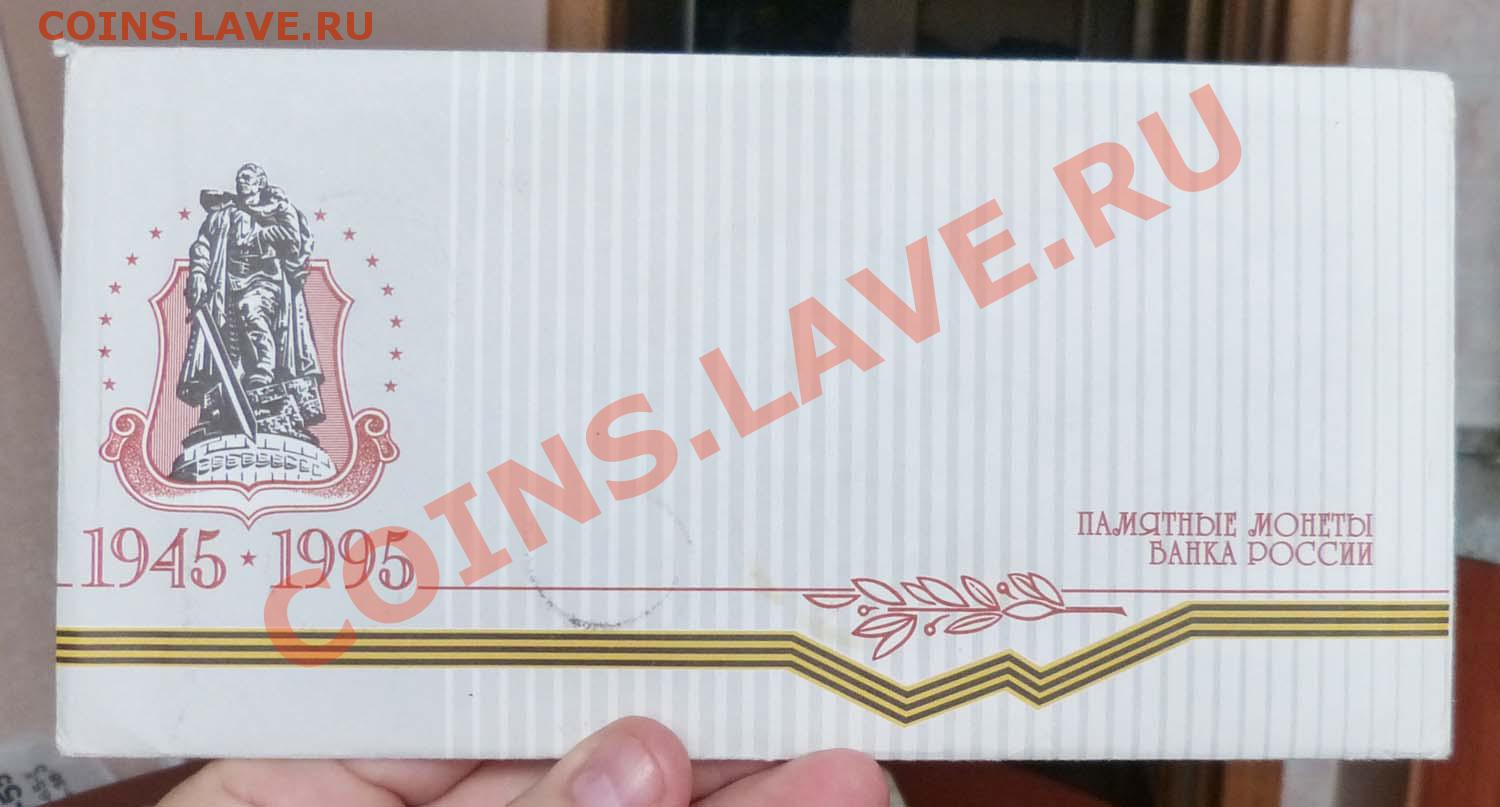 COINS.LAVE.RU
COINS.LAVE.RU
ПАМЯТНЫЕ МОНЕТЫ
БАНКА РОССИИ
1945 ★ 1995